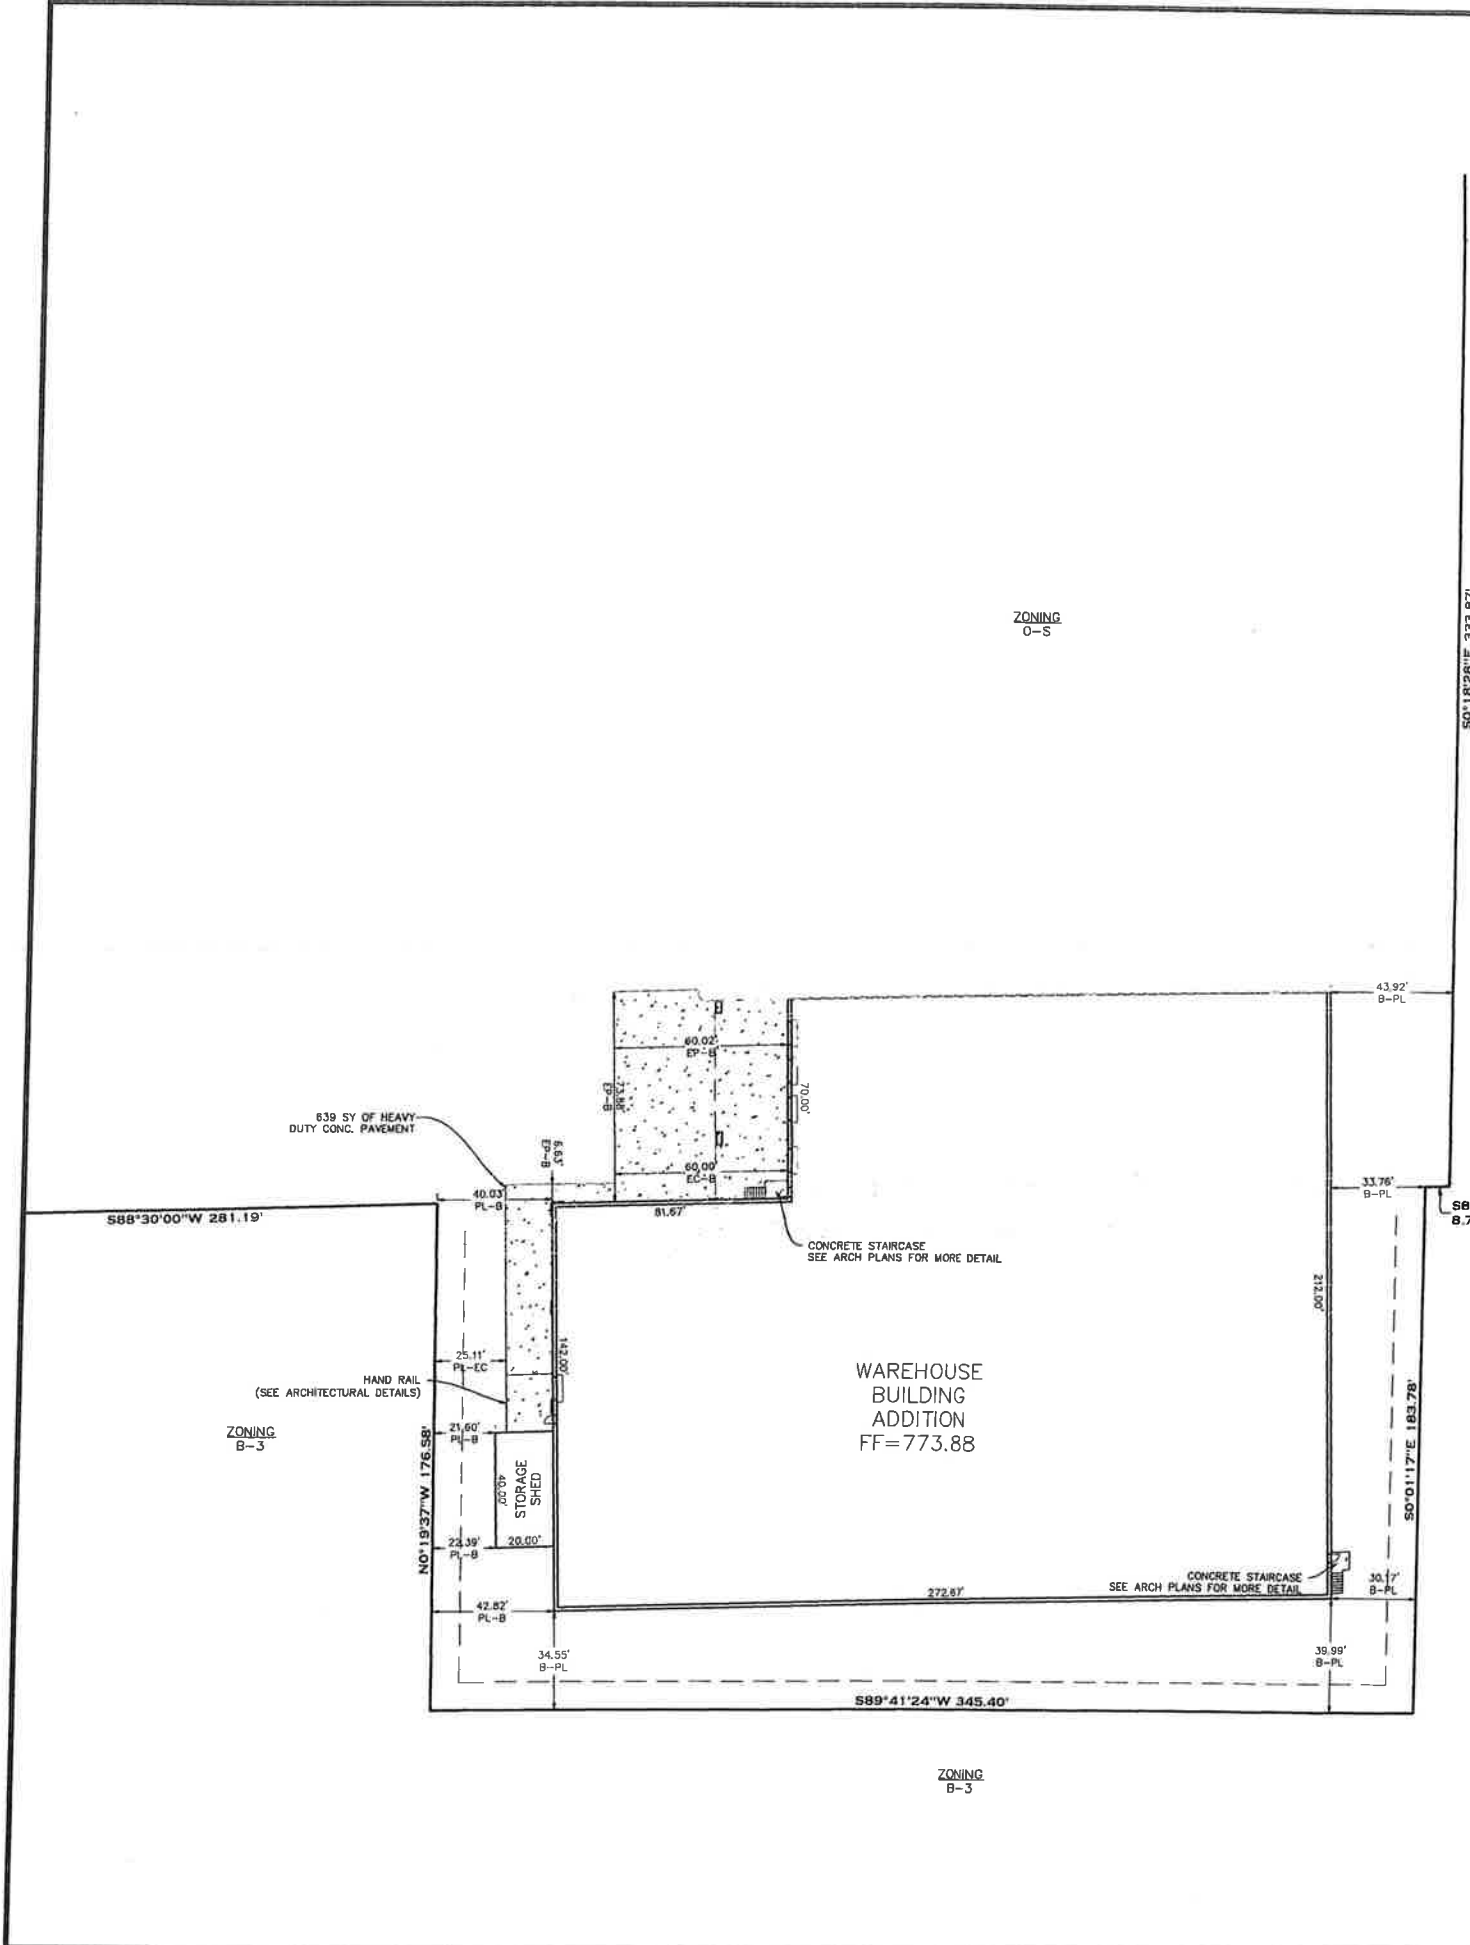 ZONING
O-S
43.92'
B-PL
60.02'
EP-B
73.88'
EP-B
70.00'
639 SY OF HEAVY
DUTY CONC. PAVEMENT
6.63'
EP-B
60.00'
EC-B
40.03'
PL-B
33.76'
B-PL
S88°30'00"W 281.19'
81.67'
CONCRETE STAIRCASE
SEE ARCH PLANS FOR MORE DETAIL
212.00'
142.00'
25.11'
PL-EC
HAND RAIL
(SEE ARCHITECTURAL DETAILS)
WAREHOUSE
BUILDING
ADDITION
FF=773.88
ZONING
B-3
21.60'
PL-B
N0°19'37"W 176.58'
40.00'
STORAGE
SHED
S0°01'17"E 183.78'
22.39'
PL-B
20.00'
CONCRETE STAIRCASE
SEE ARCH PLANS FOR MORE DETAIL
30.17'
B-PL
272.67'
42.82'
PL-B
34.55'
B-PL
39.99'
B-PL
S89°41'24"W 345.40'
ZONING
B-3